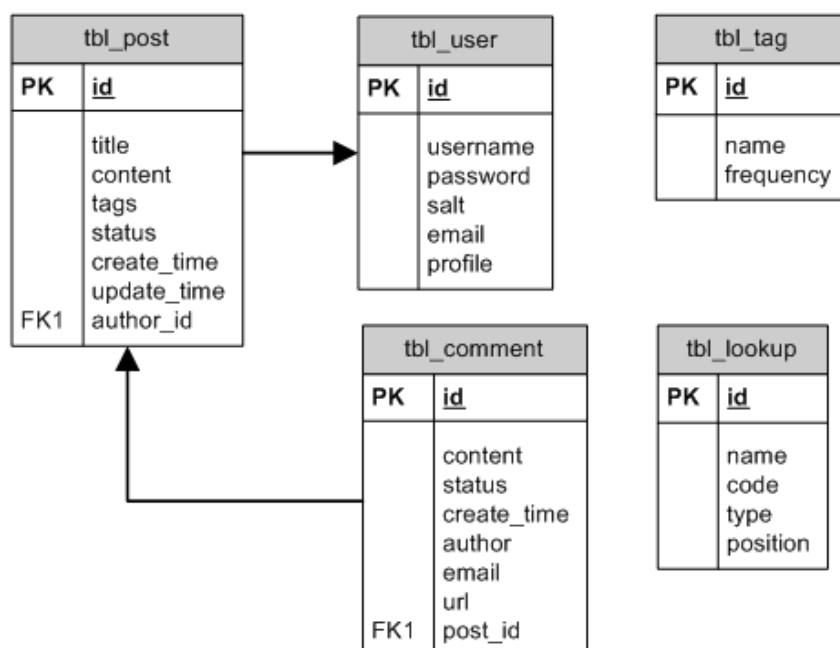 tbl_post
PK id
title
content
tags
status
create_time
update_time
FK1 author_id
tbl_user
PK id
username
password
salt
email
profile
tbl_tag
PK id
name
frequency
tbl_comment
PK id
content
status
create_time
author
email
url
FK1 post_id
tbl_lookup
PK id
name
code
type
position